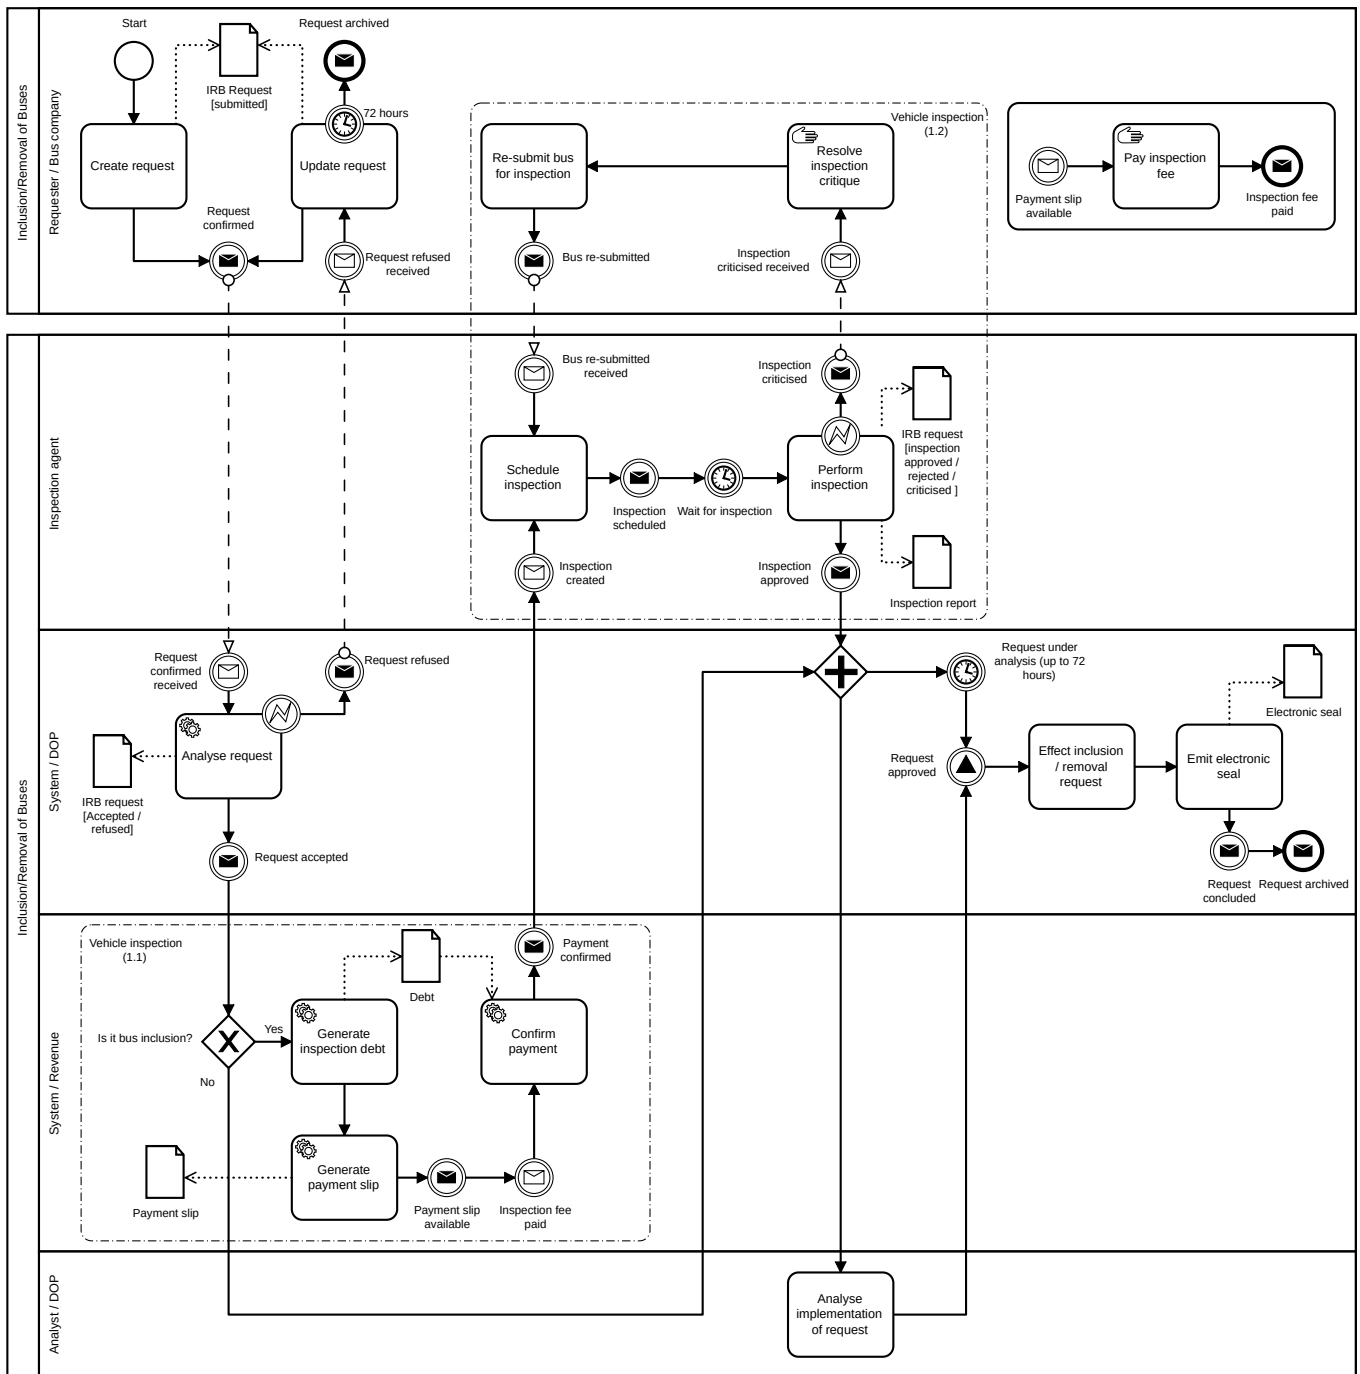 Inclusion/Removal of Buses
Requester / Bus company
Start
IRB Request
[submitted]
Request archived
72 hours
Create request
Update request
Request
confirmed
Request refused
received
Vehicle inspection
(1.2)
Re-submit bus
for inspection
Resolve
inspection
critique
Bus re-submitted
Inspection
criticised received
Payment slip
available
Pay inspection
fee
Inspection fee
paid
Inclusion/Removal of Buses
Inspection agent
Bus re-submitted
received
Inspection
criticised
IRB request
[inspection
approved /
rejected /
criticised ]
Schedule
inspection
Inspection
scheduled
Wait for inspection
Perform
inspection
Inspection
created
Inspection
approved
Inspection report
System / DOP
Request
confirmed
received
Request refused
Analyse request
IRB request
[Accepted /
refused]
Request accepted
Request under
analysis (up to 72
hours)
Electronic seal
Request
approved
Effect inclusion
/ removal
request
Emit electronic
seal
Request
concluded
Request archived
System / Revenue
Vehicle inspection
(1.1)
Debt
Payment
confirmed
Is it bus inclusion?
Yes
No
Generate
inspection debt
Confirm
payment
Generate
payment slip
Payment slip
Payment slip
available
Inspection fee
paid
Analyst / DOP
Analyse
implementation
of request